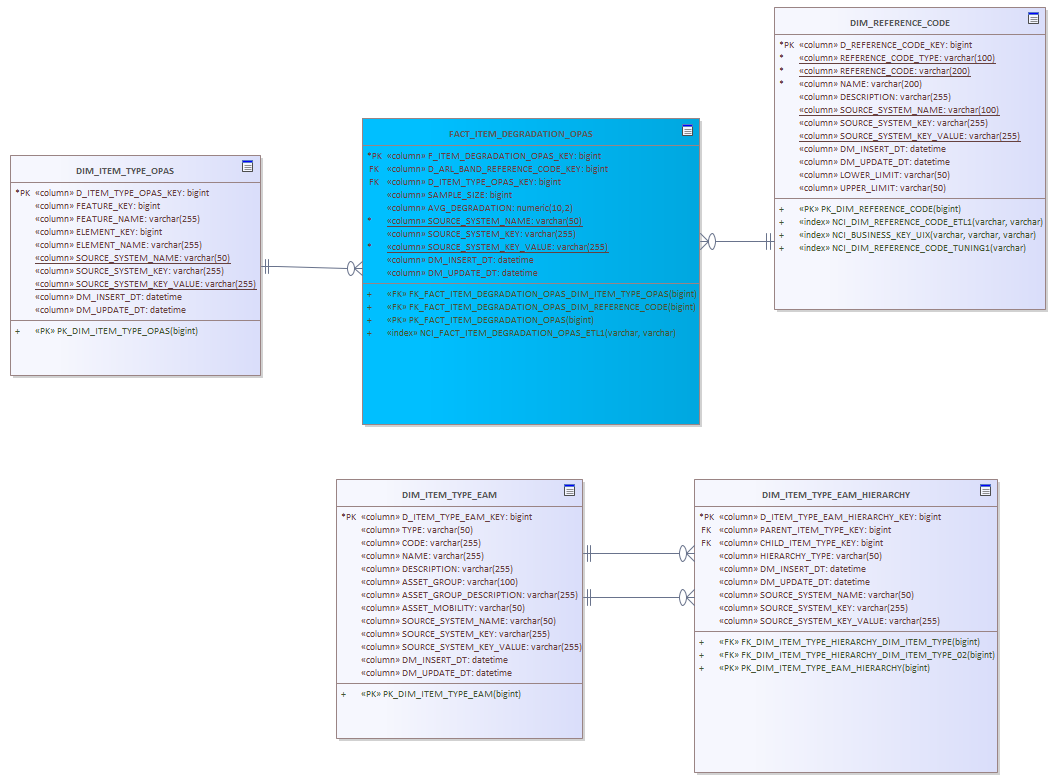 DIM_REFERENCE_CODE
*PK «column» D_REFERENCE_CODE_KEY: bigint
* «column» REFERENCE_CODE_TYPE: varchar(100)
* «column» REFERENCE_CODE: varchar(200)
* «column» NAME: varchar(200)
«column» DESCRIPTION: varchar(255)
«column» SOURCE_SYSTEM_NAME: varchar(100)
«column» SOURCE_SYSTEM_KEY: varchar(255)
«column» SOURCE_SYSTEM_KEY_VALUE: varchar(255)
«column» DM_INSERT_DT: datetime
«column» DM_UPDATE_DT: datetime
«column» LOWER_LIMIT: varchar(50)
«column» UPPER_LIMIT: varchar(50)
+ «PK» PK_DIM_REFERENCE_CODE(bigint)
+ «index» NCI_DIM_REFERENCE_CODE_ETL1(varchar, varchar)
+ «index» NCI_BUSINESS_KEY_UIX(varchar, varchar, varchar)
+ «index» NCI_DIM_REFERENCE_CODE_TUNING1(varchar)
FACT_ITEM_DEGRADATION_OPAS
*PK «column» F_ITEM_DEGRADATION_OPAS_KEY: bigint
FK «column» D_ARL_BAND_REFERENCE_CODE_KEY: bigint
FK «column» D_ITEM_TYPE_OPAS_KEY: bigint
«column» SAMPLE_SIZE: bigint
«column» AVG_DEGRADATION: numeric(10,2)
* «column» SOURCE_SYSTEM_NAME: varchar(50)
«column» SOURCE_SYSTEM_KEY: varchar(255)
* «column» SOURCE_SYSTEM_KEY_VALUE: varchar(255)
«column» DM_INSERT_DT: datetime
«column» DM_UPDATE_DT: datetime
+ «FK» FK_FACT_ITEM_DEGRADATION_OPAS_DIM_ITEM_TYPE_OPAS(bigint)
+ «FK» FK_FACT_ITEM_DEGRADATION_OPAS_DIM_REFERENCE_CODE(bigint)
+ «PK» PK_FACT_ITEM_DEGRADATION_OPAS(bigint)
+ «index» NCI_FACT_ITEM_DEGRADATION_OPAS_ETL1(varchar, varchar)
DIM_ITEM_TYPE_OPAS
*PK «column» D_ITEM_TYPE_OPAS_KEY: bigint
«column» FEATURE_KEY: bigint
«column» FEATURE_NAME: varchar(255)
«column» ELEMENT_KEY: bigint
«column» ELEMENT_NAME: varchar(255)
«column» SOURCE_SYSTEM_NAME: varchar(50)
«column» SOURCE_SYSTEM_KEY: varchar(255)
«column» SOURCE_SYSTEM_KEY_VALUE: varchar(255)
«column» DM_INSERT_DT: datetime
«column» DM_UPDATE_DT: datetime
+ «PK» PK_DIM_ITEM_TYPE_OPAS(bigint)
DIM_ITEM_TYPE_EAM
*PK «column» D_ITEM_TYPE_EAM_KEY: bigint
«column» TYPE: varchar(50)
«column» CODE: varchar(255)
«column» NAME: varchar(255)
«column» DESCRIPTION: varchar(255)
«column» ASSET_GROUP: varchar(100)
«column» ASSET_GROUP_DESCRIPTION: varchar(255)
«column» ASSET_MOBILITY: varchar(50)
«column» SOURCE_SYSTEM_NAME: varchar(50)
«column» SOURCE_SYSTEM_KEY: varchar(255)
«column» SOURCE_SYSTEM_KEY_VALUE: varchar(255)
«column» DM_INSERT_DT: datetime
«column» DM_UPDATE_DT: datetime
+ «PK» PK_DIM_ITEM_TYPE_EAM(bigint)
DIM_ITEM_TYPE_EAM_HIERARCHY
*PK «column» D_ITEM_TYPE_EAM_HIERARCHY_KEY: bigint
FK «column» PARENT_ITEM_TYPE_KEY: bigint
FK «column» CHILD_ITEM_TYPE_KEY: bigint
«column» HIERARCHY_TYPE: varchar(50)
«column» DM_INSERT_DT: datetime
«column» DM_UPDATE_DT: datetime
«column» SOURCE_SYSTEM_NAME: varchar(50)
«column» SOURCE_SYSTEM_KEY: varchar(255)
«column» SOURCE_SYSTEM_KEY_VALUE: varchar(255)
+ «FK» FK_DIM_ITEM_TYPE_HIERARCHY_DIM_ITEM_TYPE(bigint)
+ «FK» FK_DIM_ITEM_TYPE_HIERARCHY_DIM_ITEM_TYPE_02(bigint)
+ «PK» PK_DIM_ITEM_TYPE_EAM_HIERARCHY(bigint)